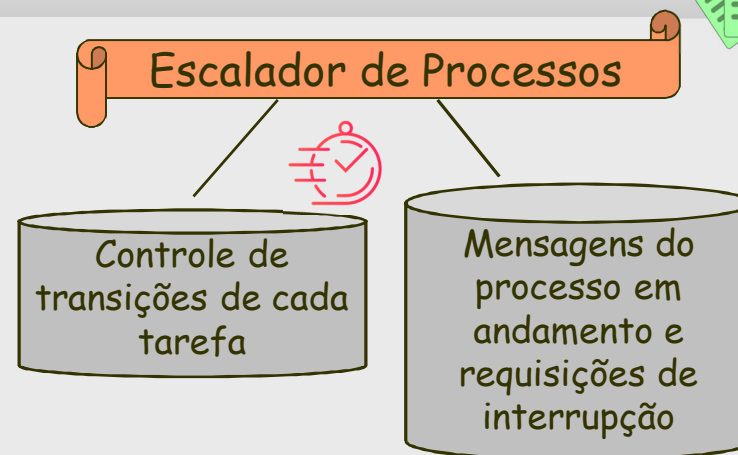 Escalador de Processos
Controle de
transições de cada
tarefa
Mensagens do
processo em
andamento e
requisições de
interrupção